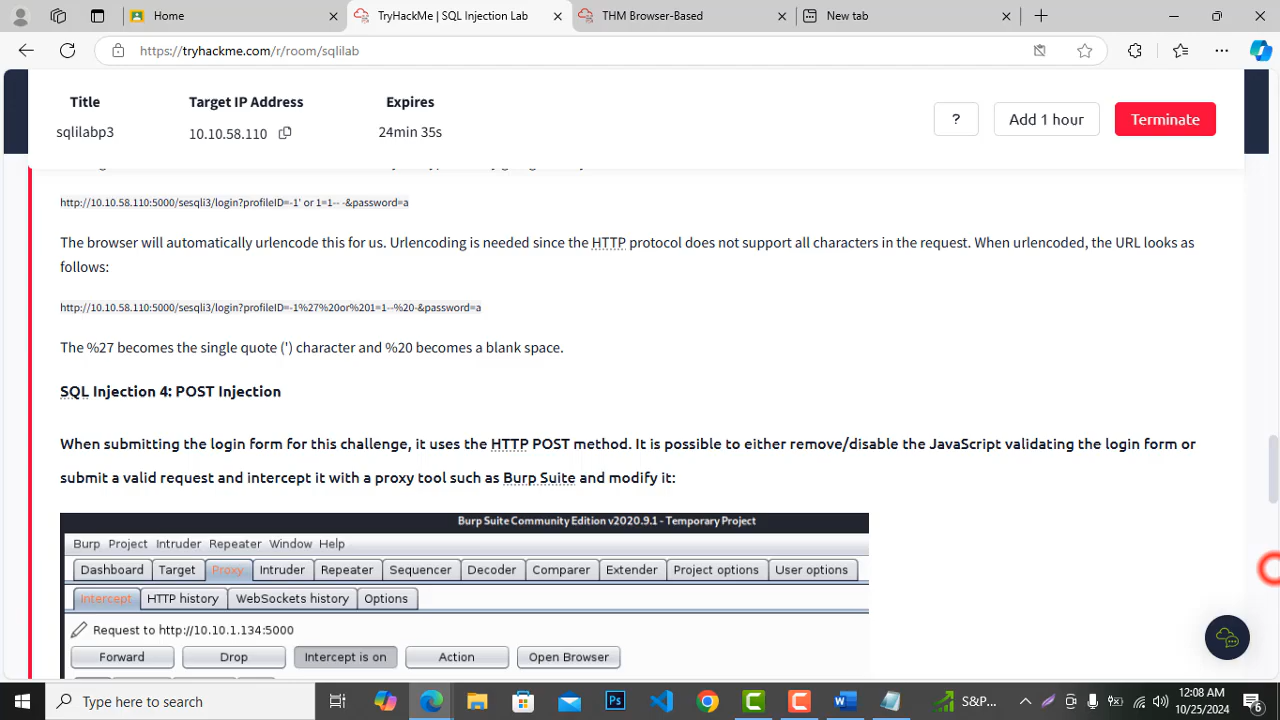 Home
TryHackMe | SQL Injection Lab
THM Browser-Based
New tab
https://tryhackme.com/r/room/sqlilab
Title
Target IP Address
Expires
sqlilabp3
10.10.58.110
24min 35s
?
Add 1 hour
Terminate
http://10.10.58.110:5000/sesqli3/login?profileID=-1' or 1=1-- -&password=a
The browser will automatically urlencode this for us. Urlencoding is needed since the HTTP protocol does not support all characters in the request. When urlencoded, the URL looks as
follows:
http://10.10.58.110:5000/sesqli3/login?profileID=-1%27%20or%201=1--%20-&password=a
The %27 becomes the single quote (') character and %20 becomes a blank space.
SQL Injection 4: POST Injection
When submitting the login form for this challenge, it uses the HTTP POST method. It is possible to either remove/disable the JavaScript validating the login form or
submit a valid request and intercept it with a proxy tool such as Burp Suite and modify it:
Burp Suite Community Edition v2020.9.1 - Temporary Project
Burp Project Intruder Repeater Window Help
Dashboard Target Proxy Intruder Repeater Sequencer Decoder Comparer Extender Project options User options
Intercept HTTP history WebSockets history Options
Request to http://10.10.1.134:5000
Forward Drop Intercept is on Action Open Browser
Type here to search
S&P...
12:08 AM
10/25/2024
6